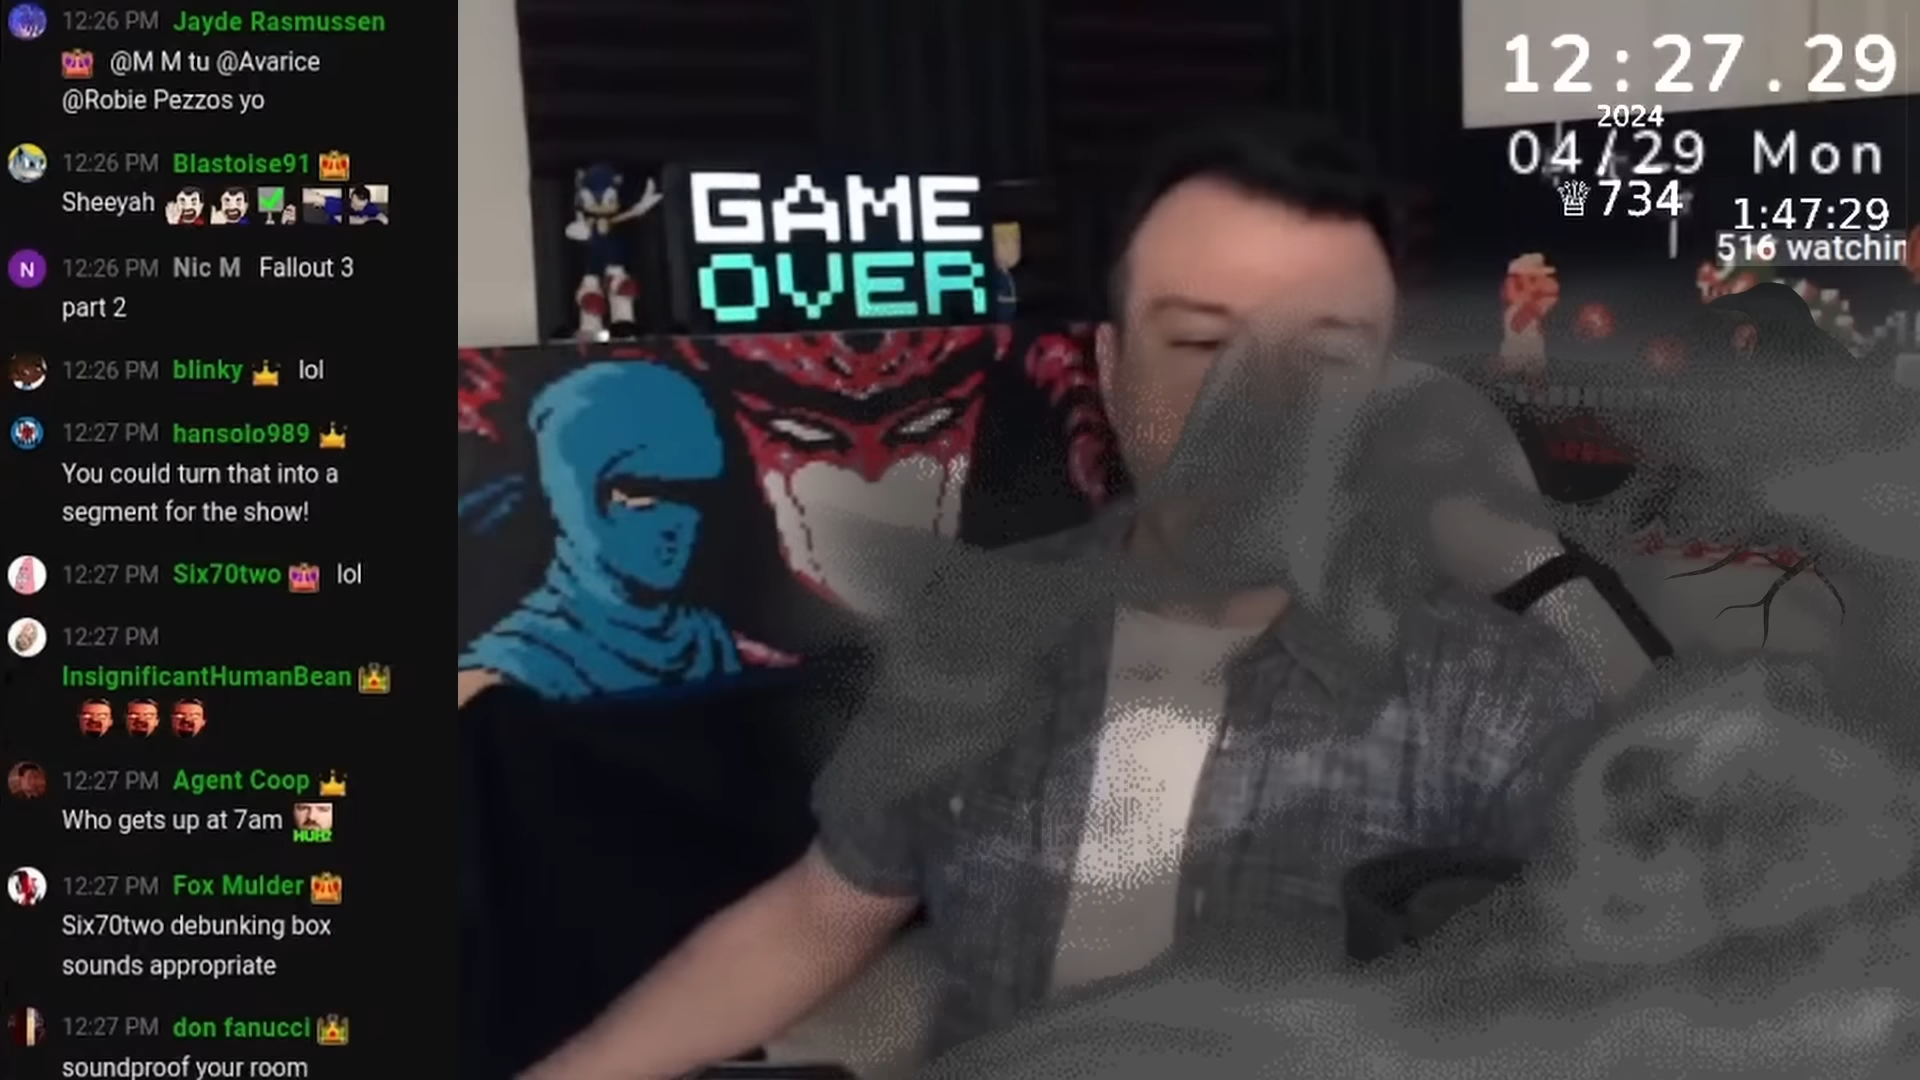 12:26 PM Jayde Rasmussen
@M M tu @Avarice
@Robie Pezzos yo
12:26 PM Blastoise91
Sheeyah
12:26 PM Nic M Fallout 3
part 2
12:26 PM blinky lol
12:27 PM hansolo989
You could turn that into a
segment for the show!
12:27 PM Six70two lol
12:27 PM
InsignificantHumanBean
12:27 PM Agent Coop
Who gets up at 7am HUH?
12:27 PM Fox Mulder
Six70two debunking box
sounds appropriate
12:27 PM don fanucci
soundproof your room
N
GAME
OVER
12:27.29
2024
04/29 Mon
734
1:47:29
516 watchin